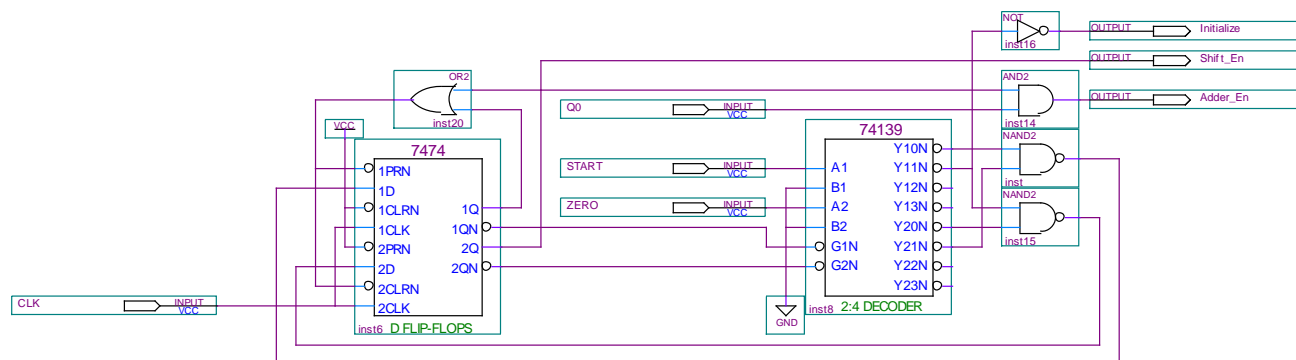 NOT
inst16
OUTPUT
Initialize
OUTPUT
Shift_En
OR2
inst20
Q0
INPUT
VCC
AND2
inst14
OUTPUT
Adder_En
VCC
7474
1PRN
1D
1CLRN
1CLK
2PRN
2D
2CLRN
2CLK
1Q
1QN
2Q
2QN
inst6
D FLIP-FLOPS
START
INPUT
VCC
ZERO
INPUT
VCC
74139
A1
B1
A2
B2
G1N
G2N
Y10N
Y11N
Y12N
Y13N
Y20N
Y21N
Y22N
Y23N
inst8
2:4 DECODER
NAND2
inst
NAND2
inst15
CLK
INPUT
VCC
GND